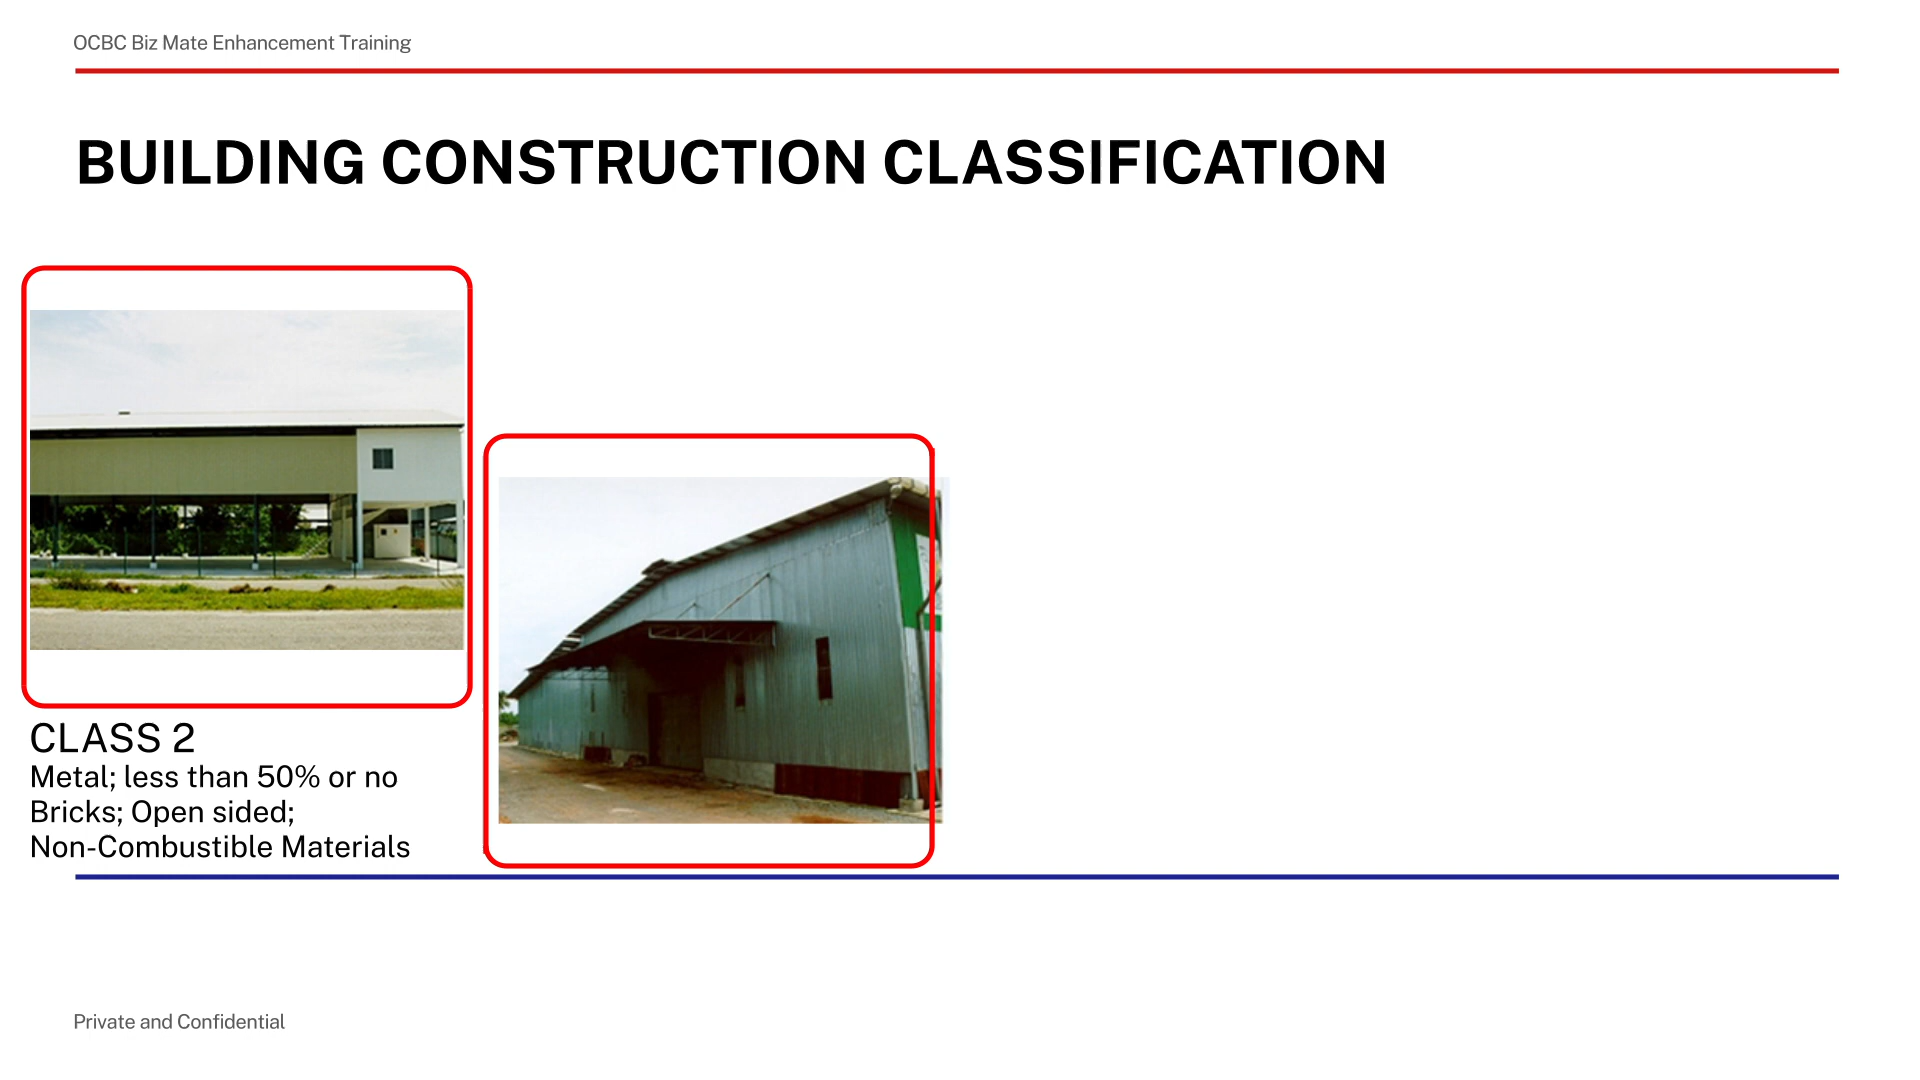 OCBC Biz Mate Enhancement Training
BUILDING CONSTRUCTION CLASSIFICATION
CLASS 2
Metal; less than 50% or no
Bricks; Open sided;
Non-Combustible Materials
Private and Confidential